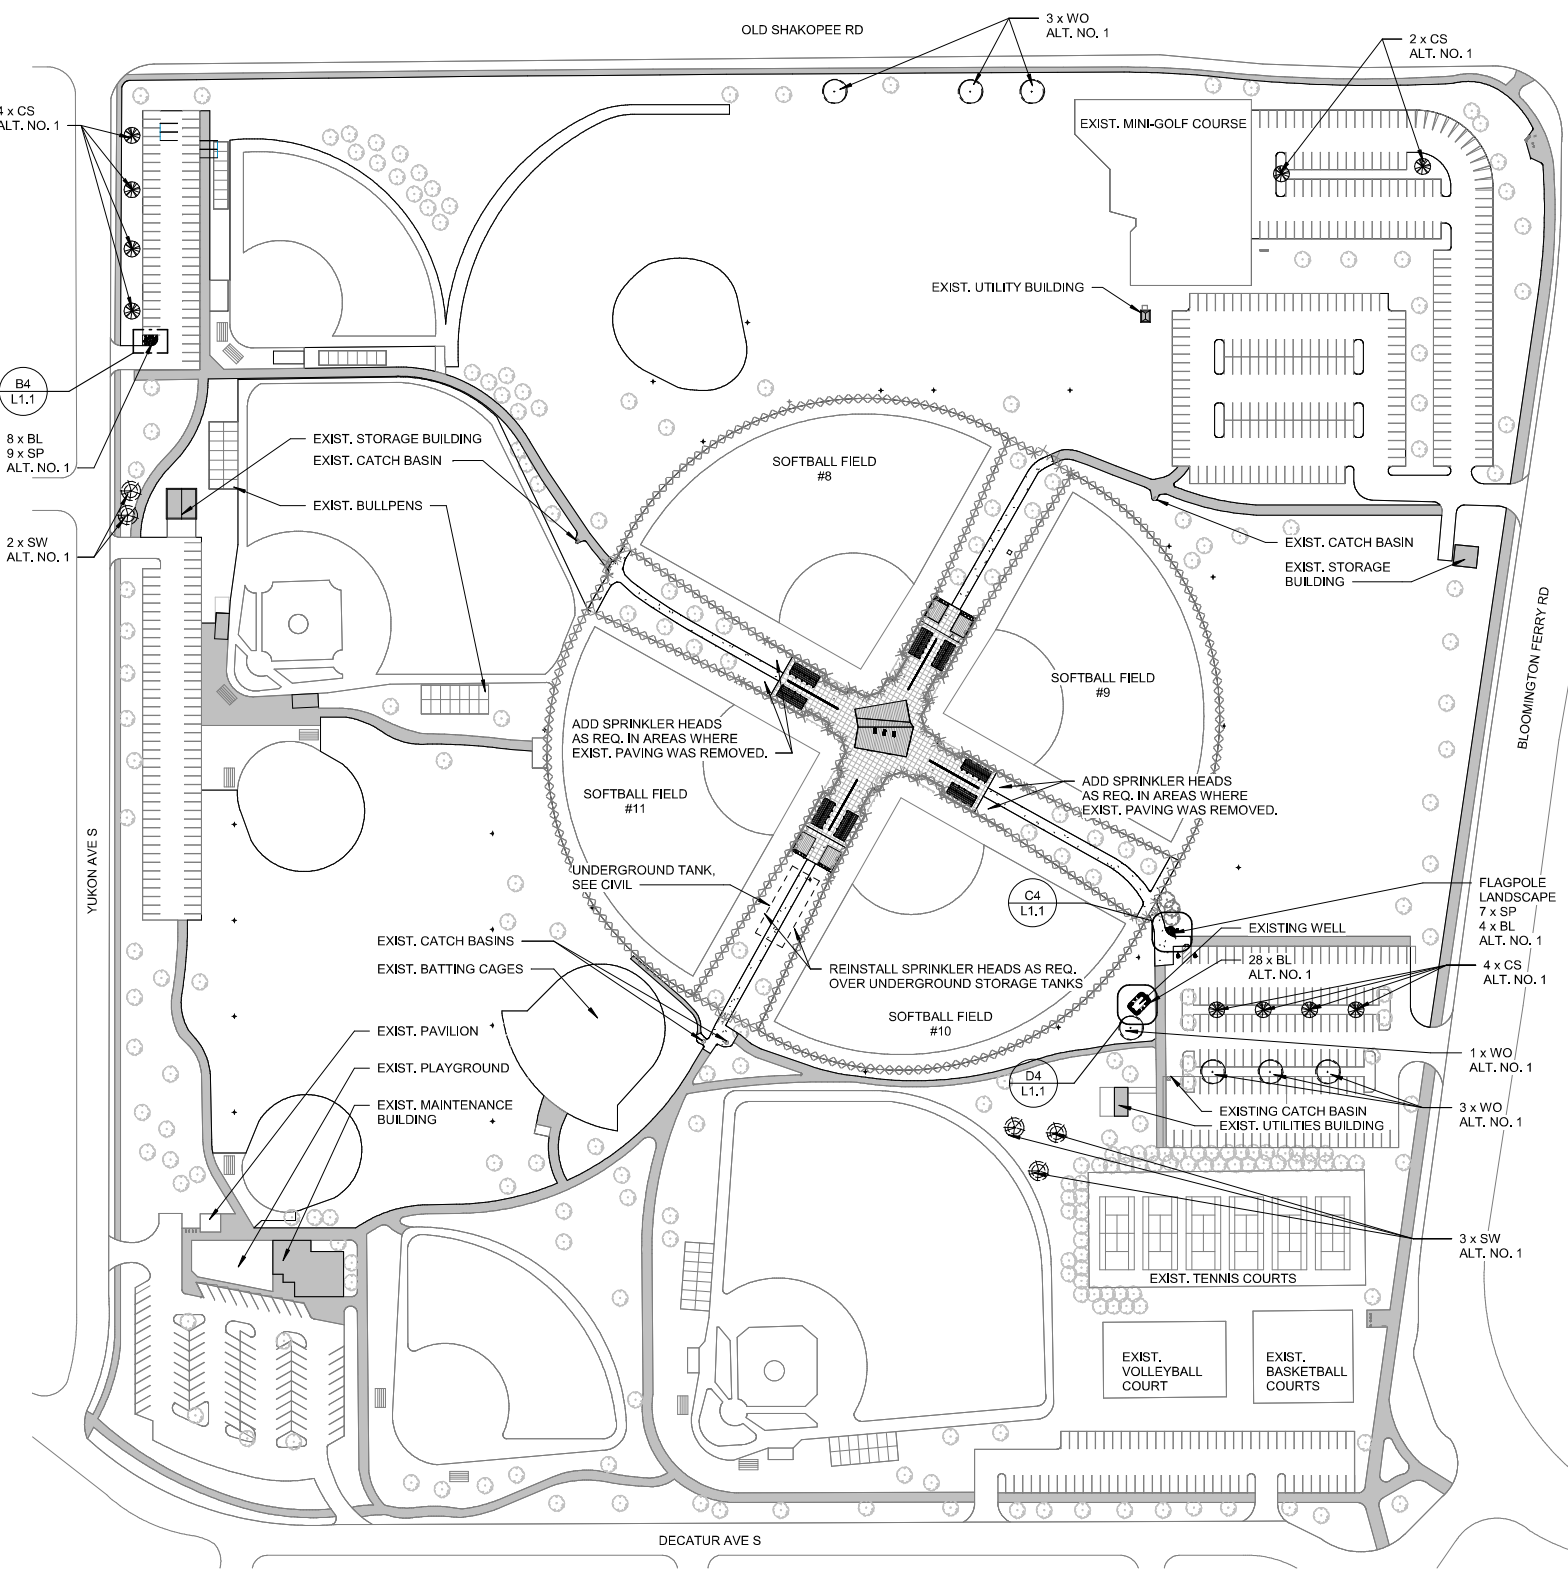 OLD SHAKOPEE RD
3 x WO
ALT. NO. 1
2 x CS
ALT. NO. 1
4 x CS
ALT. NO. 1
EXIST. MINI-GOLF COURSE
EXIST. UTILITY BUILDING
B4
L1.1
8 x BL
9 x SP
ALT. NO. 1
EXIST. STORAGE BUILDING
EXIST. CATCH BASIN
EXIST. BULLPENS
SOFTBALL FIELD
#8
2 x SW
ALT. NO. 1
EXIST. CATCH BASIN
EXIST. STORAGE
BUILDING
BLOOMINGTON FERRY RD
SOFTBALL FIELD
#9
ADD SPRINKLER HEADS
AS REQ. IN AREAS WHERE
EXIST. PAVING WAS REMOVED.
ADD SPRINKLER HEADS
AS REQ. IN AREAS WHERE
EXIST. PAVING WAS REMOVED.
SOFTBALL FIELD
#11
YUKON AVE S
UNDERGROUND TANK,
SEE CIVIL
C4
L1.1
FLAGPOLE
LANDSCAPE
7 x SP
4 x BL
ALT. NO. 1
EXISTING WELL
EXIST. CATCH BASINS
EXIST. BATTING CAGES
REINSTALL SPRINKLER HEADS AS REQ.
OVER UNDERGROUND STORAGE TANKS
28 x BL
ALT. NO. 1
4 x CS
ALT. NO. 1
SOFTBALL FIELD
#10
EXIST. PAVILION
EXIST. PLAYGROUND
EXIST. MAINTENANCE
BUILDING
D4
L1.1
1 x WO
ALT. NO. 1
EXISTING CATCH BASIN
EXIST. UTILITIES BUILDING
3 x WO
ALT. NO. 1
3 x SW
ALT. NO. 1
EXIST. TENNIS COURTS
EXIST.
VOLLEYBALL
COURT
EXIST.
BASKETBALL
COURTS
DECATUR AVE S